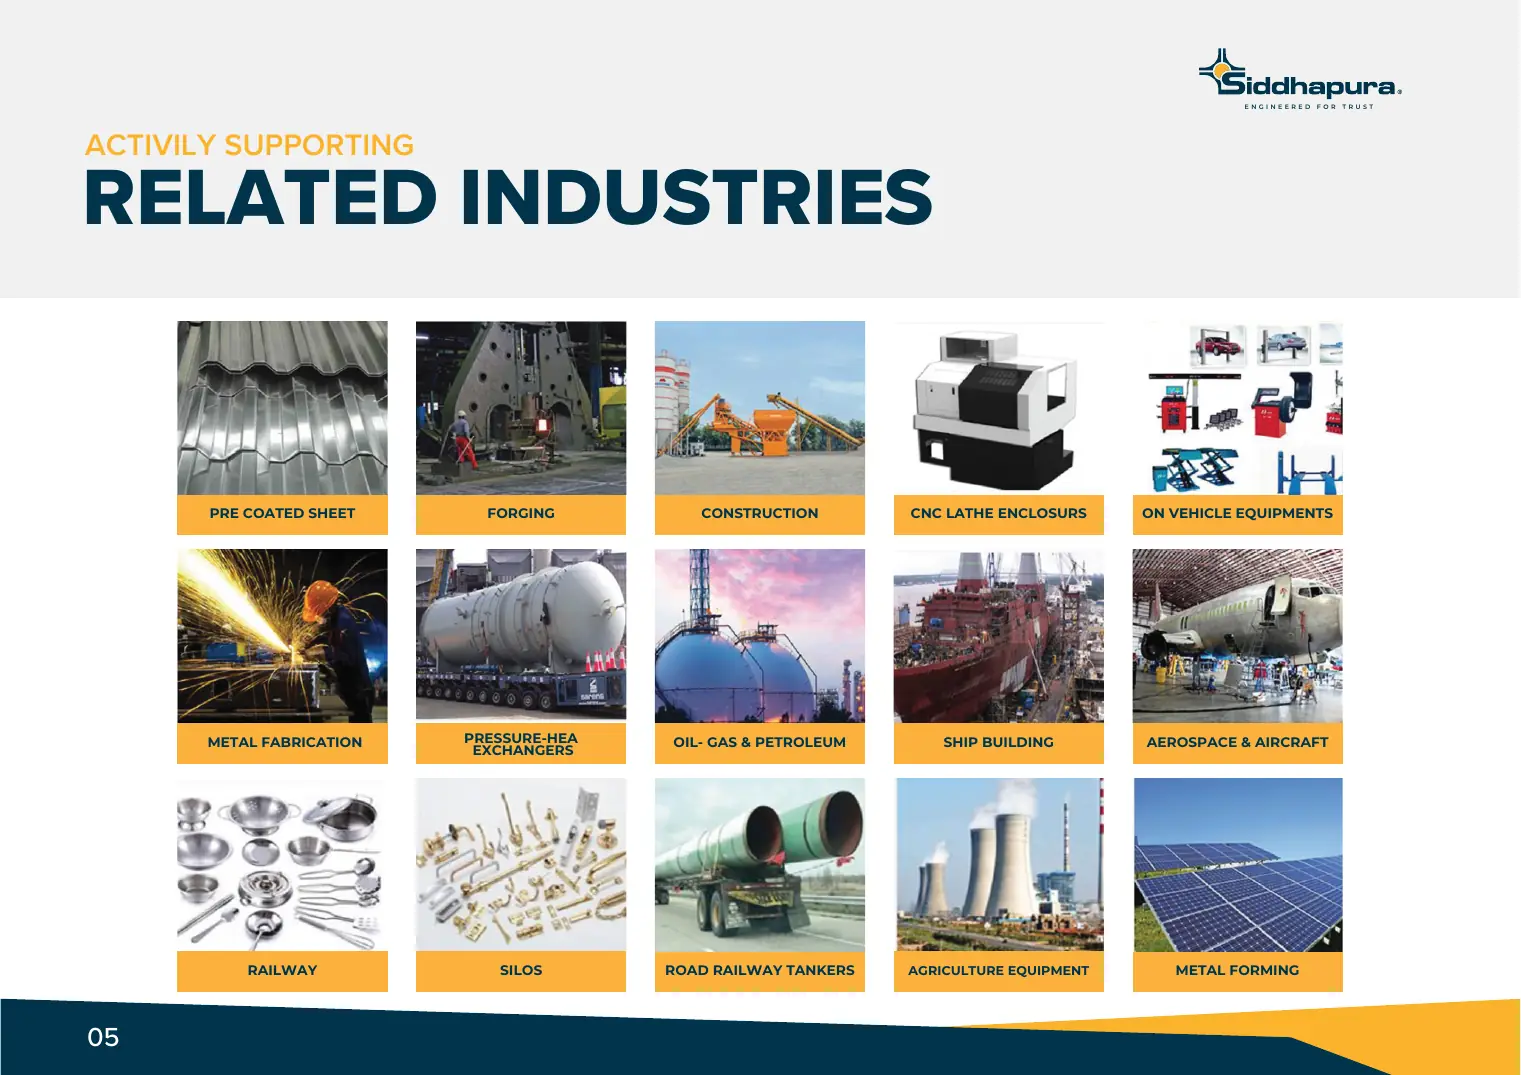 Siddhapura®
ENGINEERED FOR TRUST
ACTIVILY SUPPORTING
RELATED INDUSTRIES
PRE COATED SHEET
FORGING
CONSTRUCTION
CNC LATHE ENCLOSURS
ON VEHICLE EQUIPMENTS
METAL FABRICATION
PRESSURE-HEA
EXCHANGERS
OIL- GAS & PETROLEUM
SHIP BUILDING
AEROSPACE & AIRCRAFT
RAILWAY
SILOS
ROAD RAILWAY TANKERS
AGRICULTURE EQUIPMENT
METAL FORMING
05